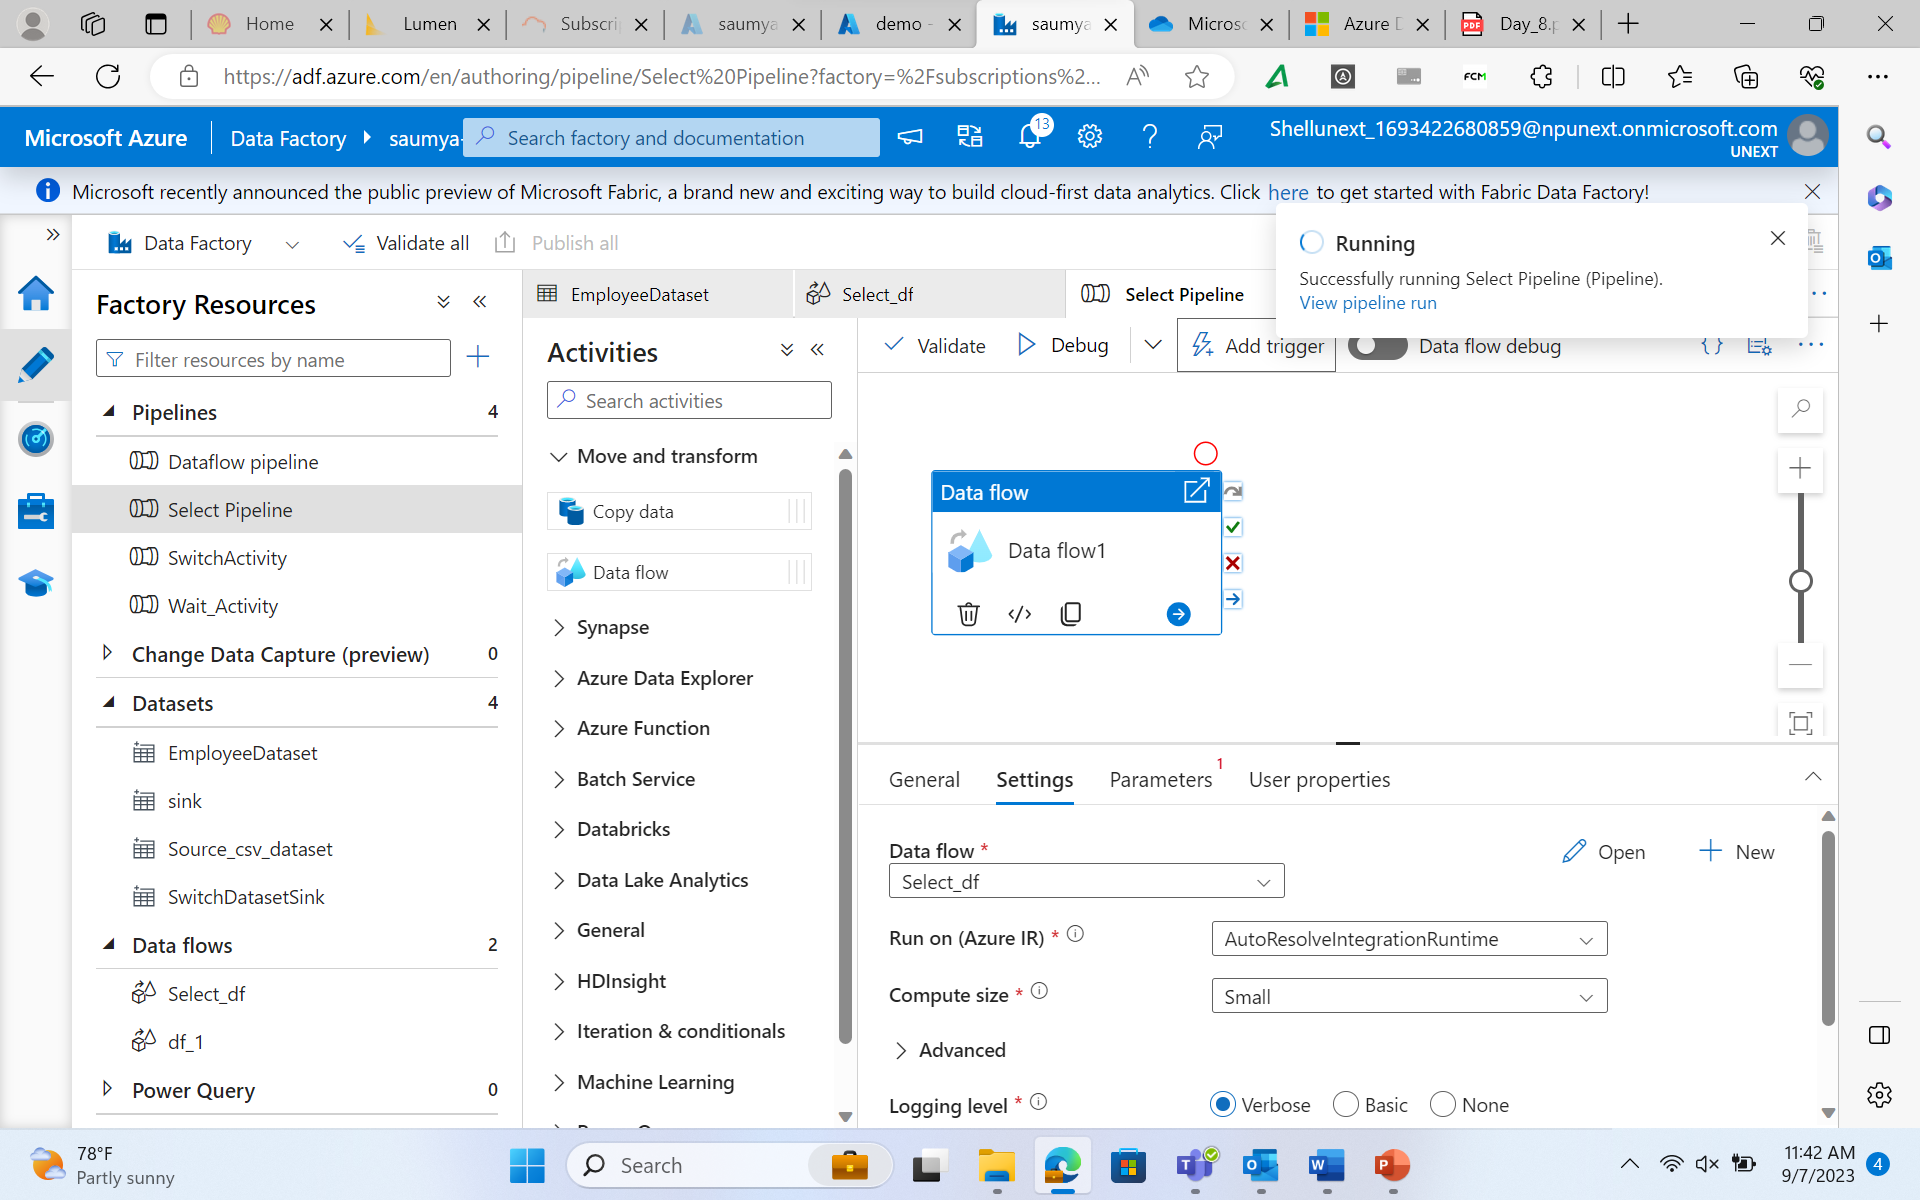 Home
Lumen
Subscri
saumya
demo -
saumya
Micros
Azure D
Day_8.p
https://adf.azure.com/en/authoring/pipeline/Select%20Pipeline?factory=%2Fsubscriptions%2...
FCM
Microsoft Azure
Data Factory
saumya-
Search factory and documentation
13
Shellunext_1693422680859@npunext.onmicrosoft.com
UNEXT
Microsoft recently announced the public preview of Microsoft Fabric, a brand new and exciting way to build cloud-first data analytics. Click here to get started with Fabric Data Factory!
Data Factory
Validate all
Publish all
Running
Successfully running Select Pipeline (Pipeline).
View pipeline run
Factory Resources
Filter resources by name
Pipelines 4
Dataflow pipeline
Select Pipeline
SwitchActivity
Wait_Activity
Change Data Capture (preview) 0
Datasets 4
EmployeeDataset
sink
Source_csv_dataset
SwitchDatasetSink
Data flows 2
Select_df
df_1
Power Query 0
EmployeeDataset
Select_df
Select Pipeline
Activities
Search activities
Move and transform
Copy data
Data flow
Synapse
Azure Data Explorer
Azure Function
Batch Service
Databricks
Data Lake Analytics
General
HDInsight
Iteration & conditionals
Machine Learning
Validate
Debug
Add trigger
Data flow debug
Data flow
Data flow1
General
Settings
Parameters 1
User properties
Data flow *
Select_df
Open
New
Run on (Azure IR) *
AutoResolveIntegrationRuntime
Compute size *
Small
Advanced
Logging level *
Verbose
Basic
None
78°F
Partly sunny
Search
11:42 AM
9/7/2023
4